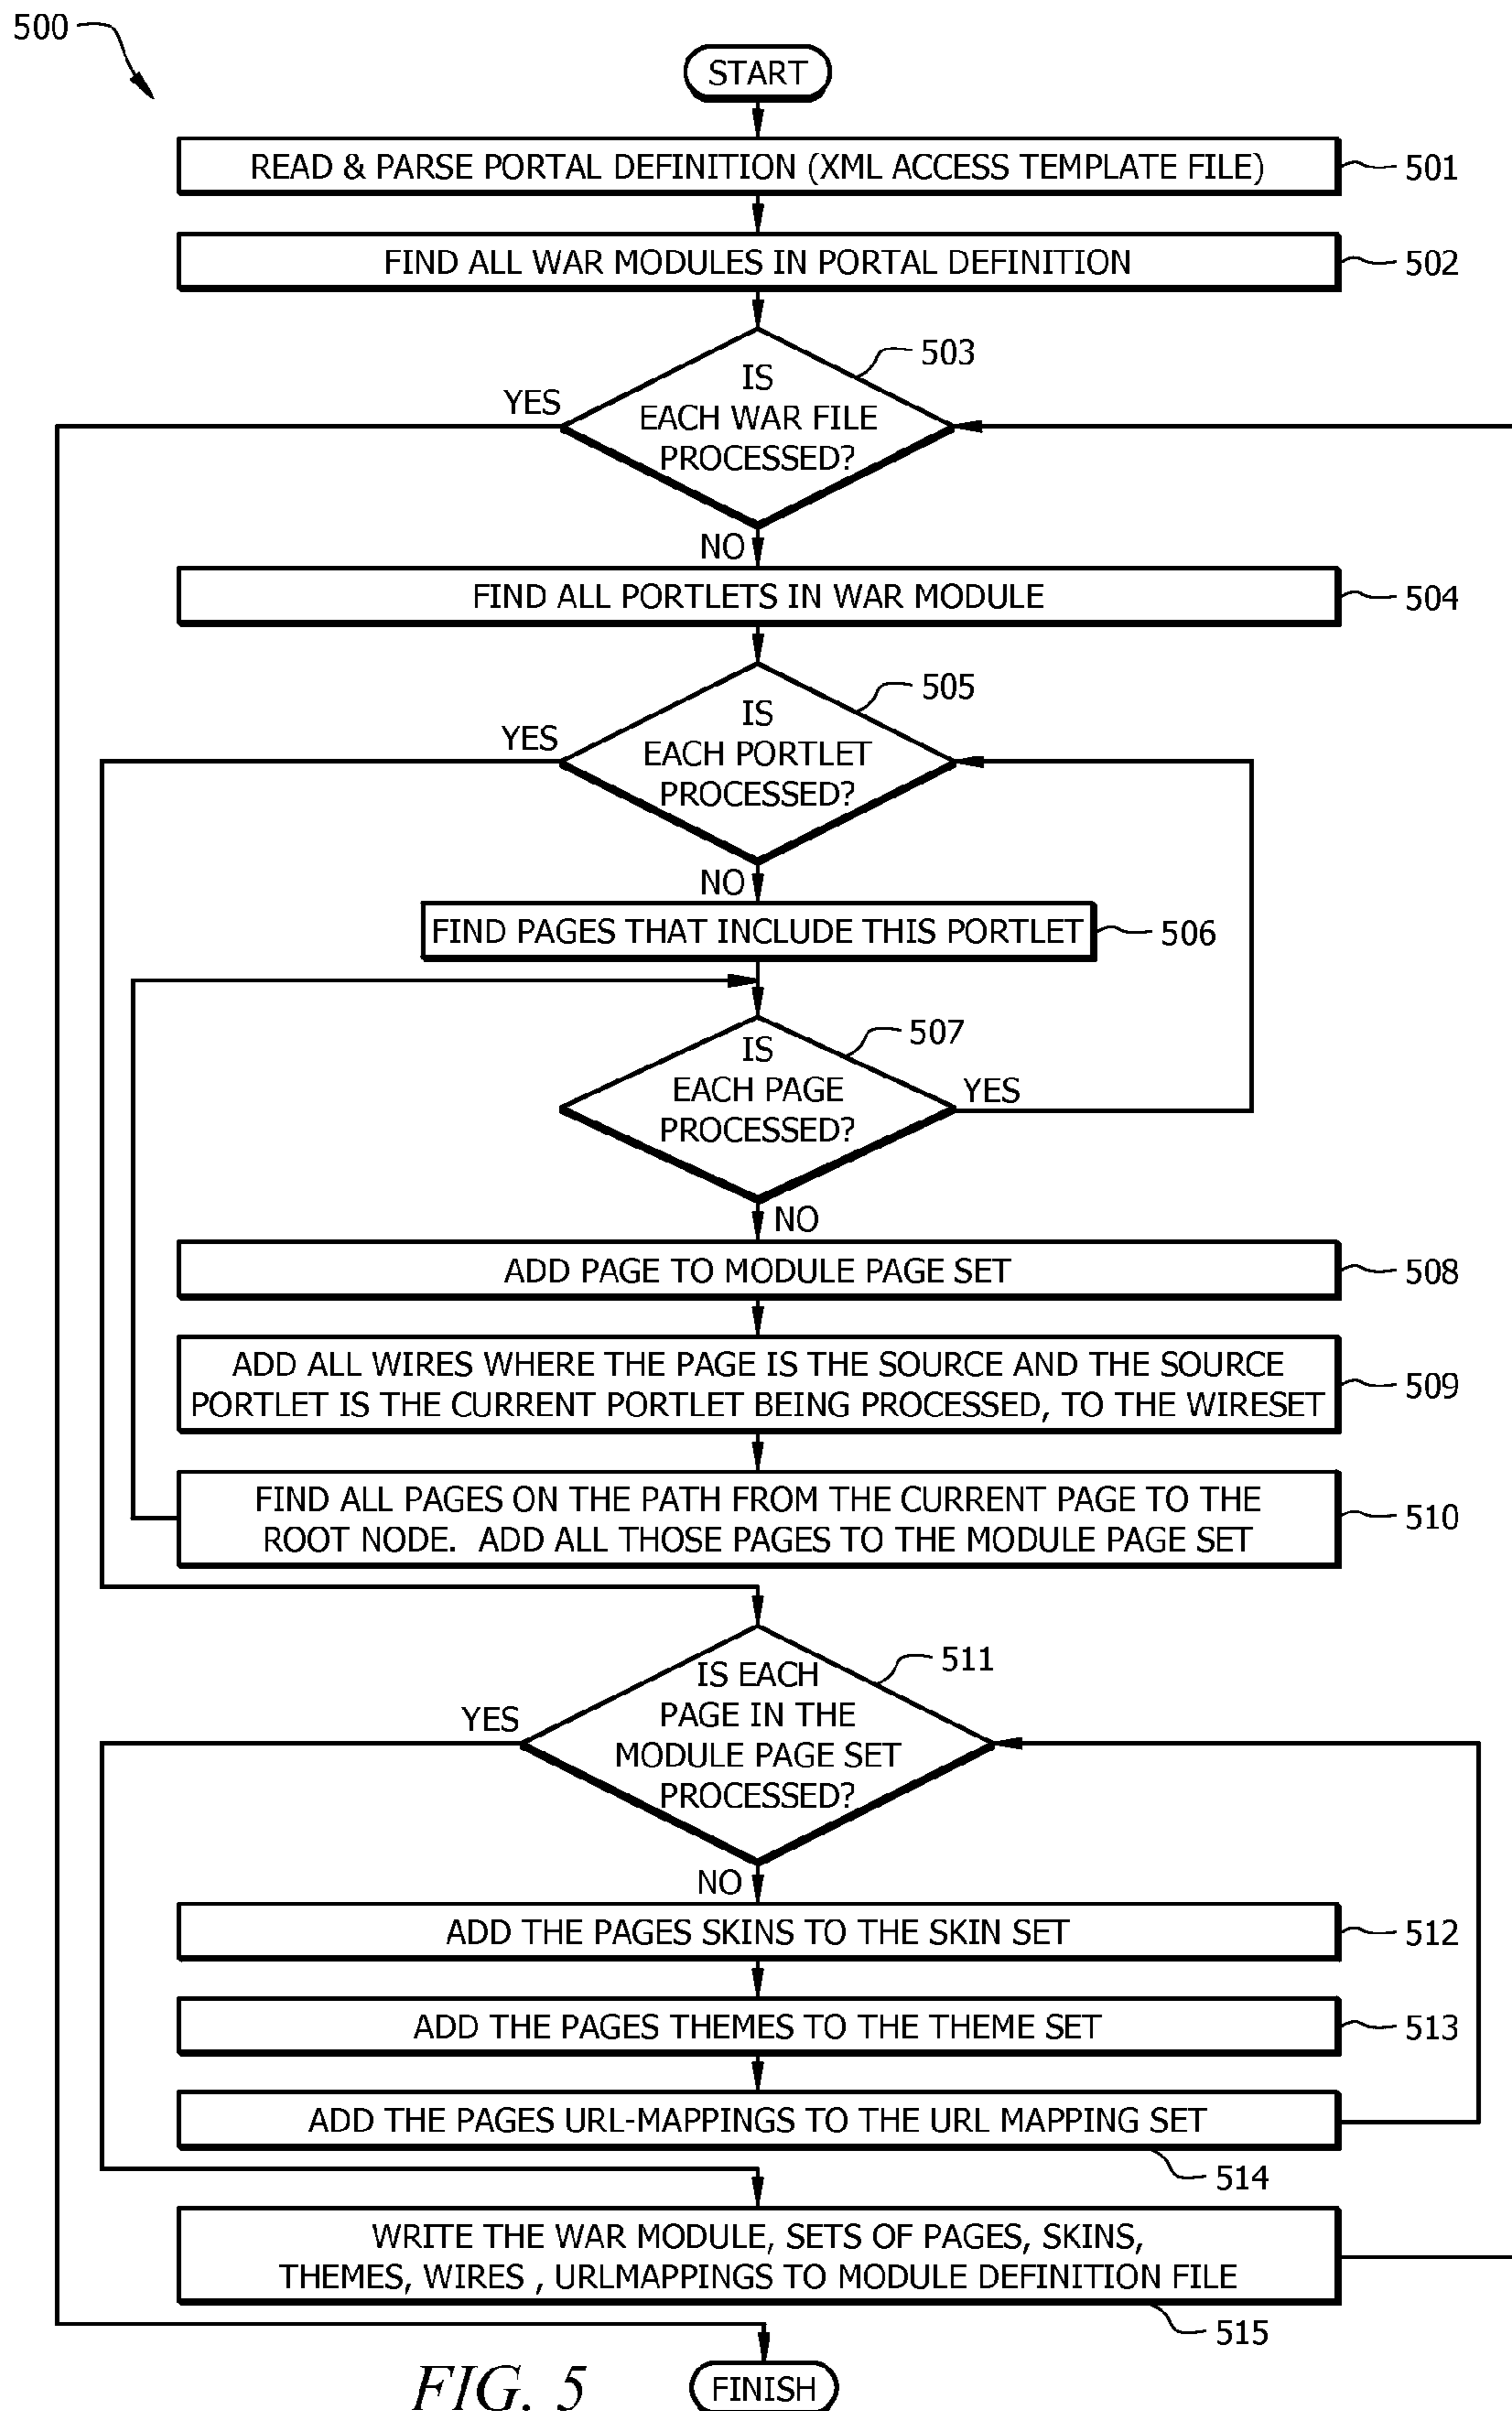 500
START
READ & PARSE PORTAL DEFINITION (XML ACCESS TEMPLATE FILE)
501
FIND ALL WAR MODULES IN PORTAL DEFINITION
502
503
IS
EACH WAR FILE
PROCESSED?
YES
NO
FIND ALL PORTLETS IN WAR MODULE
504
505
IS
EACH PORTLET
PROCESSED?
YES
NO
FIND PAGES THAT INCLUDE THIS PORTLET
506
507
IS
EACH PAGE
PROCESSED?
YES
NO
ADD PAGE TO MODULE PAGE SET
508
ADD ALL WIRES WHERE THE PAGE IS THE SOURCE AND THE SOURCE
PORTLET IS THE CURRENT PORTLET BEING PROCESSED, TO THE WIRESET
509
FIND ALL PAGES ON THE PATH FROM THE CURRENT PAGE TO THE
ROOT NODE. ADD ALL THOSE PAGES TO THE MODULE PAGE SET
510
511
IS EACH
PAGE IN THE
MODULE PAGE SET
PROCESSED?
YES
NO
ADD THE PAGES SKINS TO THE SKIN SET
512
ADD THE PAGES THEMES TO THE THEME SET
513
ADD THE PAGES URL-MAPPINGS TO THE URL MAPPING SET
514
WRITE THE WAR MODULE, SETS OF PAGES, SKINS,
THEMES, WIRES , URLMAPPINGS TO MODULE DEFINITION FILE
515
FIG. 5
FINISH